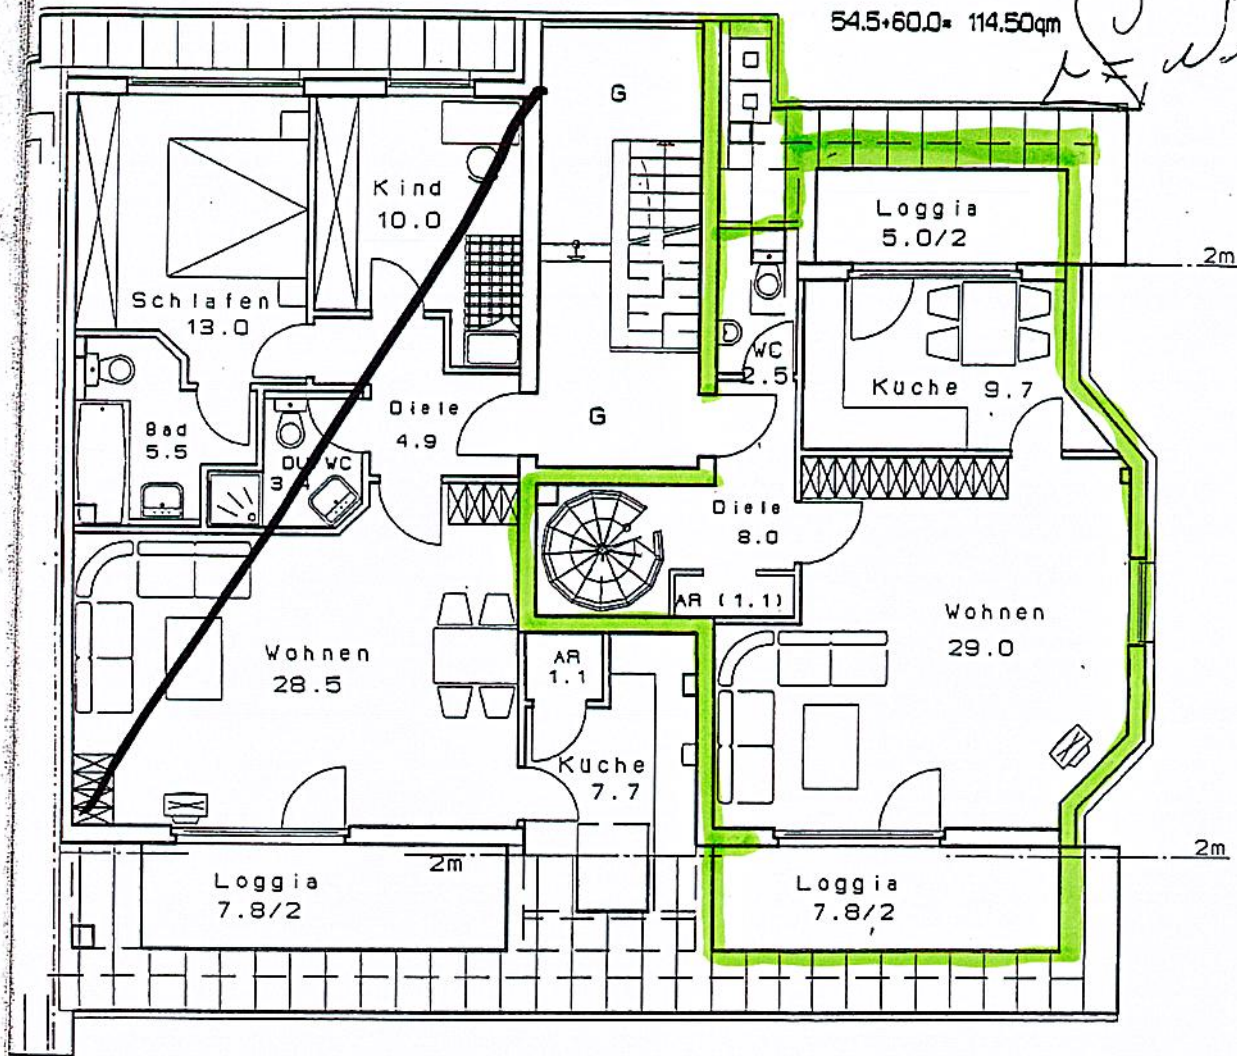 54.5+60.0= 114.50qm
G
Kind
10.0
Loggia
5.0/2
2m
Schlafen
13.0
WC
2.5
Küche 9.7
Diele
4.9
G
Bad
5.5
DU WC
Diele
8.0
AR (1.1)
Wohnen
29.0
Wohnen
28.5
AR
1.1
Küche
7.7
2m
2m
Loggia
7.8/2
Loggia
7.8/2